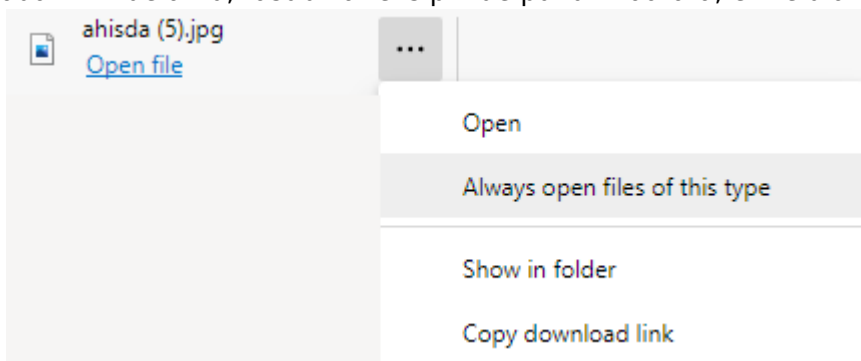 ahisda (5).jpg
Open file
Open
Always open files of this type
Show in folder
Copy download link